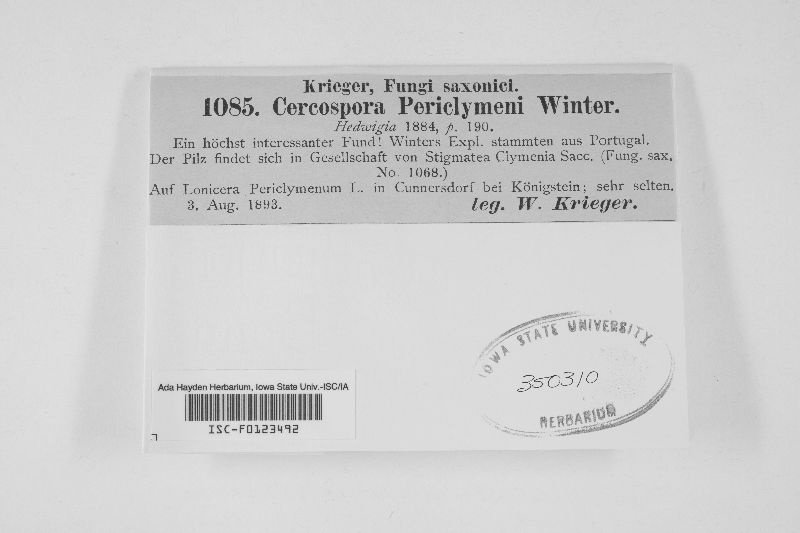 Krieger, Fungi saxonici.
1085. Cercospora Periclymeni Winter.
Hedwigia 1884, p. 190.
Ein höchst interessanter Fund! Winters Expl. stammten aus Portugal.
Der Pilz findet sich in Gesellschaft von Stigmatea Clymenia Sacc. (Fung. sax.
No. 1068.)
Auf Lonicera Periclymenum L. in Cunnersdorf bei Königstein; sehr selten.
3. Aug. 1893. leg. W. Krieger.
IOWA STATE UNIVERSITY
350310
HERBARIUM
Ada Hayden Herbarium, Iowa State Univ.-ISC/IA
ISC-F0123492